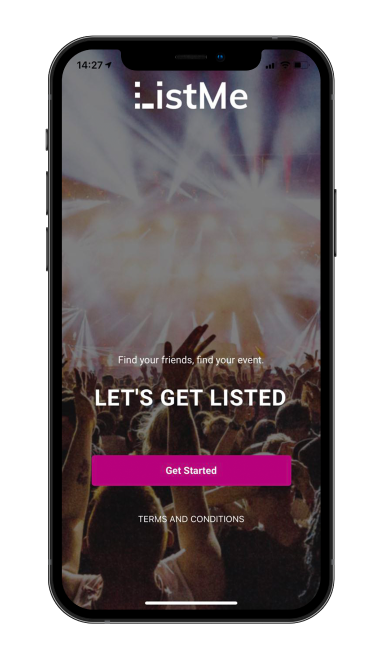 14:27
ListMe
Find your friends, find your event.
LET'S GET LISTED
Get Started
TERMS AND CONDITIONS